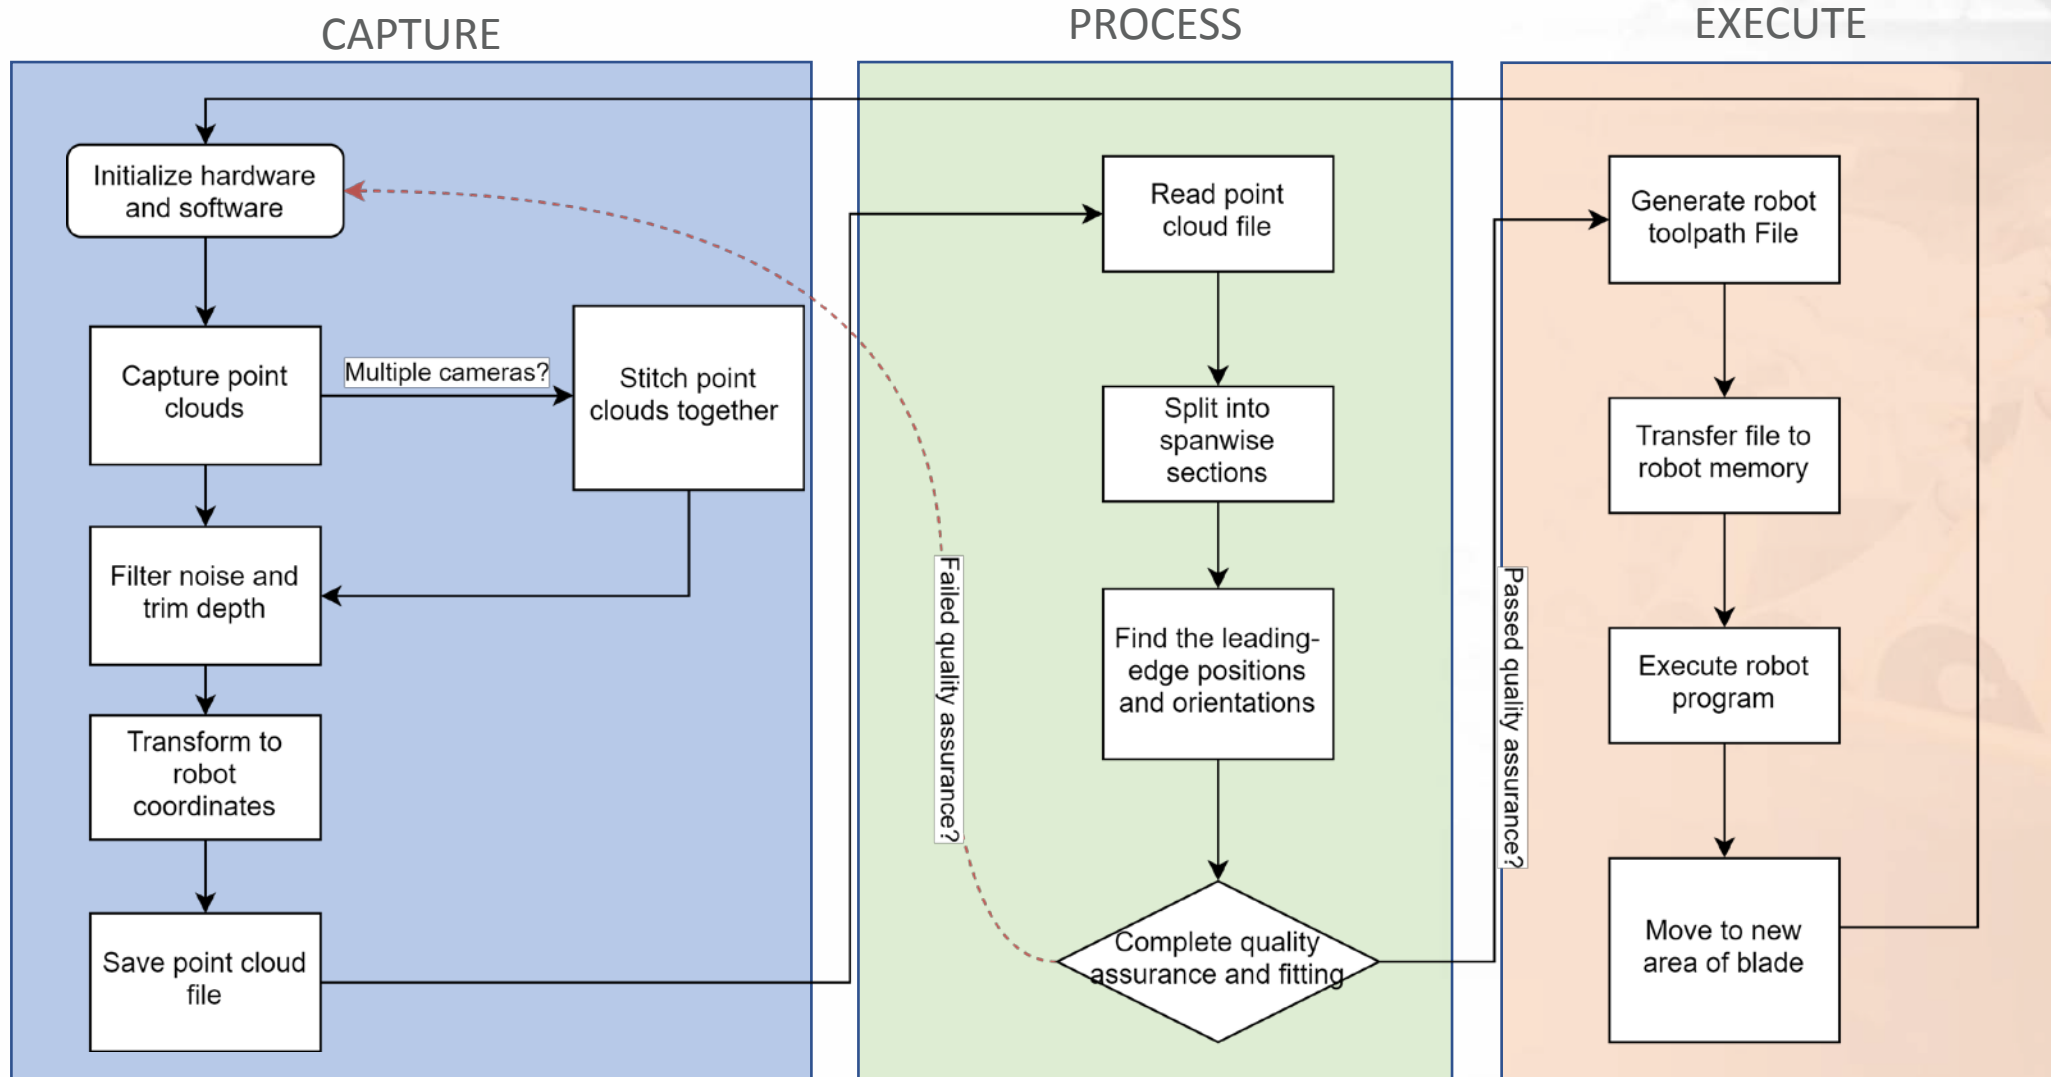 CAPTURE
PROCESS
EXECUTE
Initialize hardware
and software
Capture point
clouds
Multiple cameras?
Stitch point
clouds together
Filter noise and
trim depth
Transform to
robot
coordinates
Save point cloud
file
Failed quality assurance?
Read point
cloud file
Split into
spanwise
sections
Find the leading-
edge positions
and orientations
Complete quality
assurance and fitting
Passed quality assurance?
Generate robot
toolpath File
Transfer file to
robot memory
Execute robot
program
Move to new
area of blade